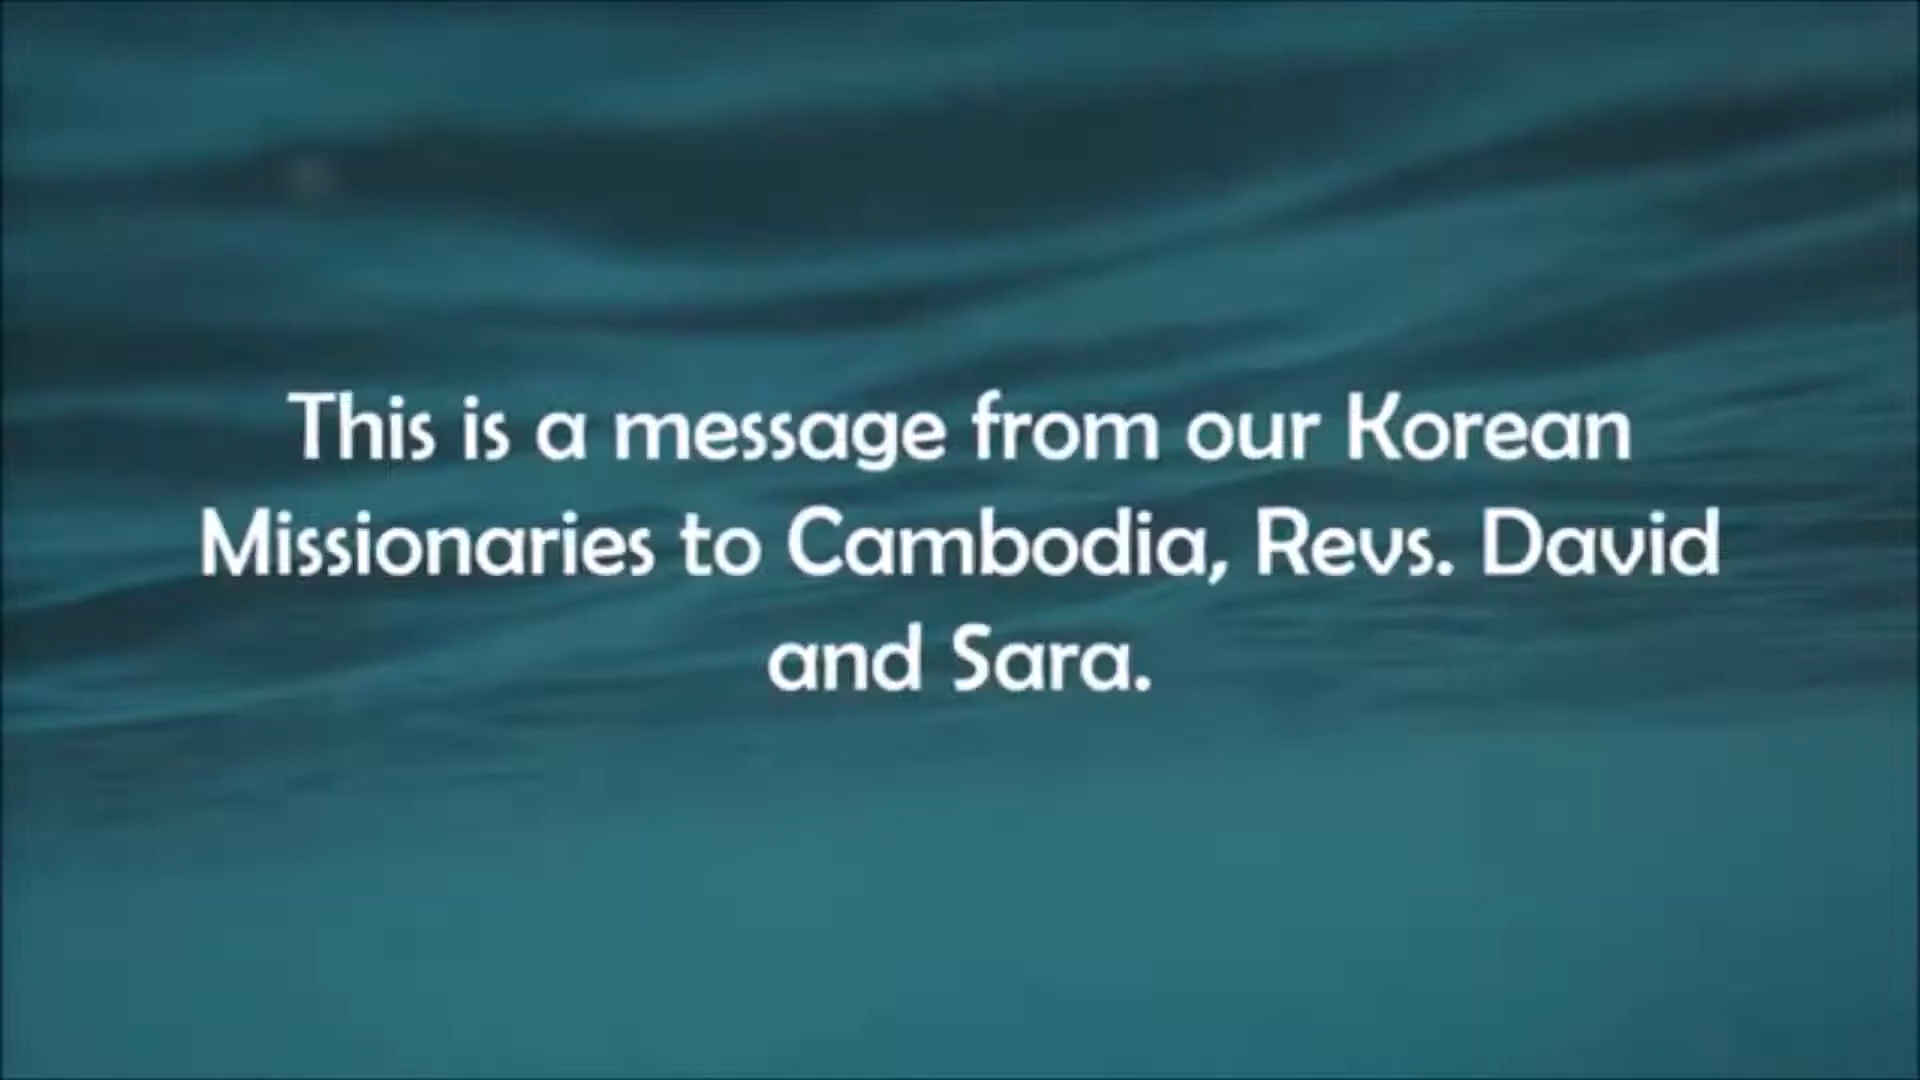 This is a message from our Korean
Missionaries to Cambodia, Revs. David
and Sara.